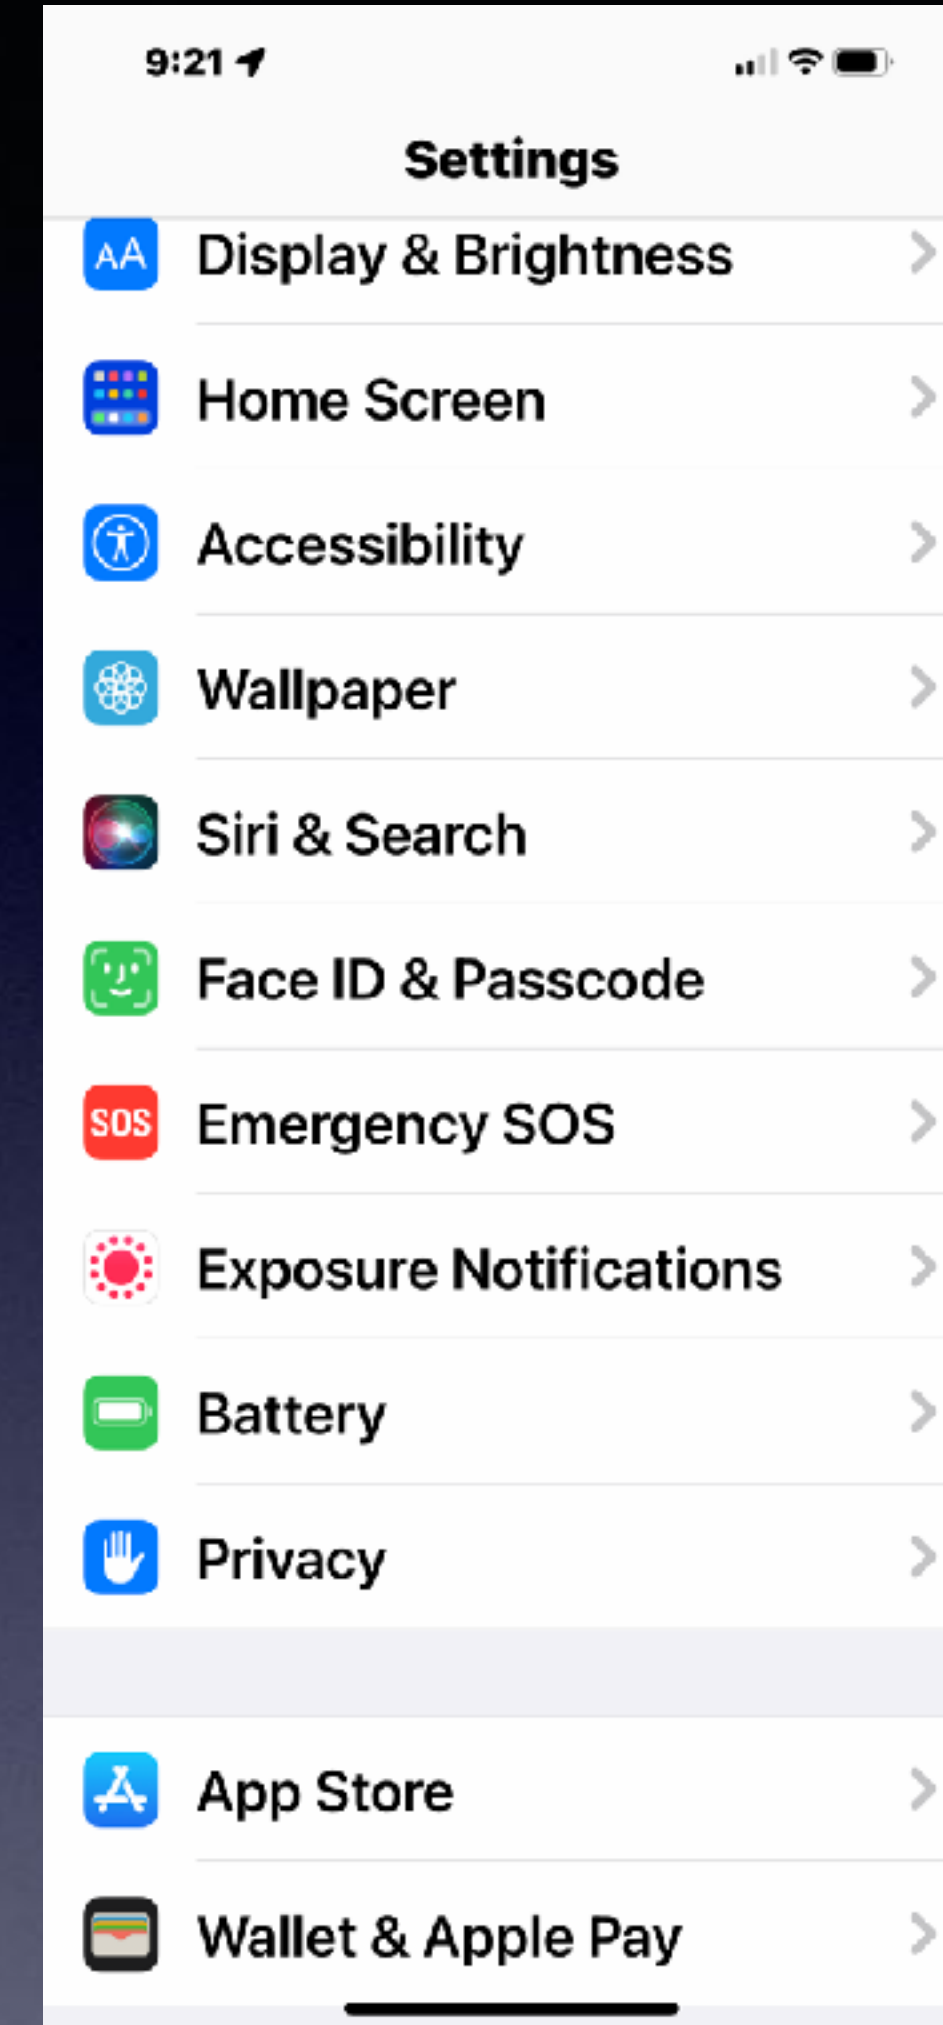 9:21
Settings
AA Display & Brightness
Home Screen
Accessibility
Wallpaper
Siri & Search
Face ID & Passcode
SOS Emergency SOS
Exposure Notifications
Battery
Privacy
App Store
Wallet & Apple Pay